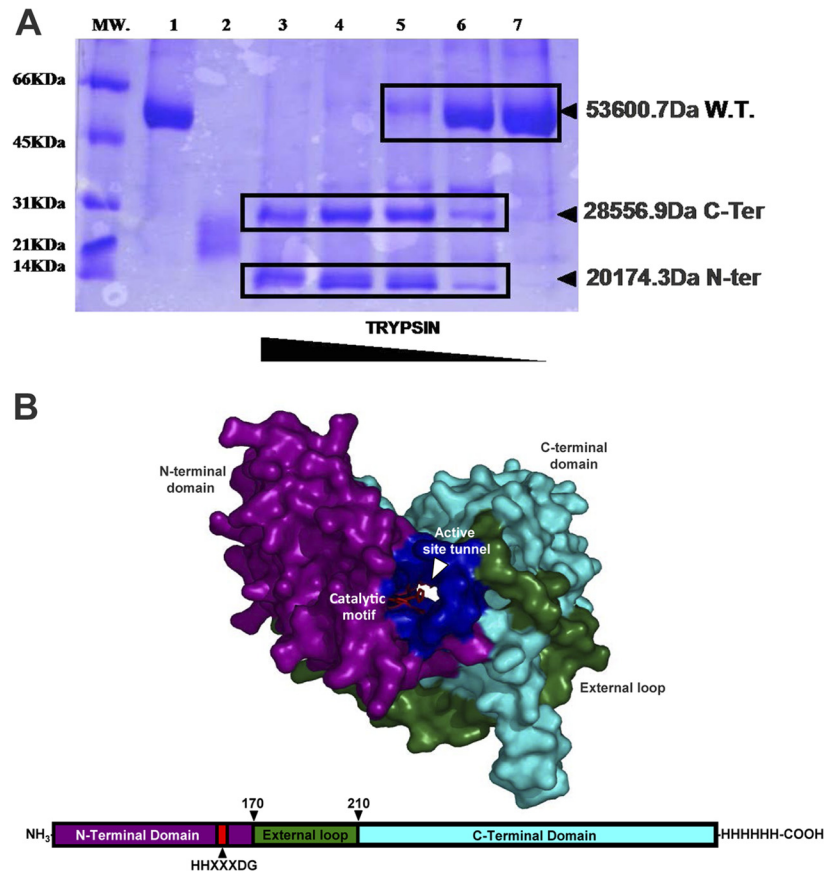 A
MW. 1 2 3 4 5 6 7
66KDa
45KDa
31KDa
21KDa
14KDa
53600.7Da W.T.
28556.9Da C-Ter
20174.3Da N-ter
TRYPSIN
B
N-terminal
domain
C-terminal
domain
Active
site tunnel
Catalytic
motif
External loop
170 210
NH3- N-Terminal Domain External loop C-Terminal Domain -HHHHHH-COOH
HHXXXDG